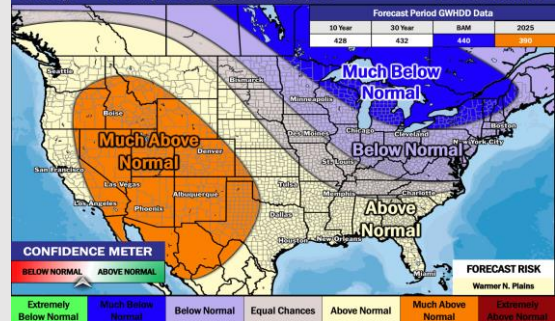 Forecast Period GWHDD Data
10 Year 30 Year BAM 2025
428 432 440 390
Seattle
Bismarck
Much Below
Normal
Minneapolis
Boise
Boston
Much Above
Normal
Des Moines
Chicago
Cleveland
New York City
Below Normal
Denver
San Francisco
St. Louis
Las Vegas
Tulsa
Memphis
Charlotte
Los Angeles
Albuquerque
Phoenix
Dallas
Above
Normal
Houston
New Orleans
Miami
CONFIDENCE METER
BELOW NORMAL ABOVE NORMAL
FORECAST RISK
Warmer N. Plains
Extremely
Below Normal
Much Below
Normal
Below Normal
Equal Chances
Above Normal
Much Above
Normal
Extremely
Above Normal